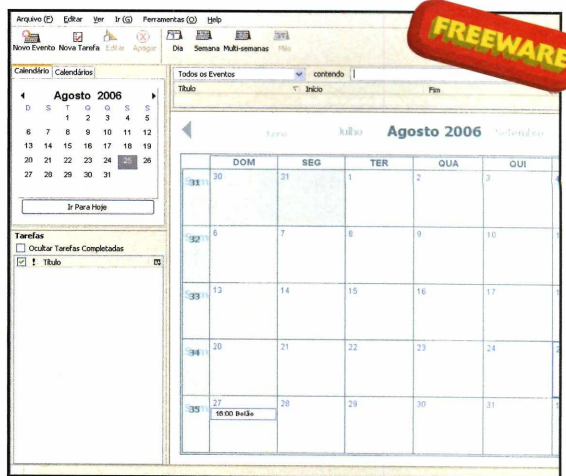 Arquivo (F) Editar Ver Ir (G) Ferramentas (O) Help
FREEWARE
Novo Evento Nova Tarefa Editar Apagar Dia Semana Multi-semanas Mês
Calendário Calendários
Todos os Eventos contendo
Título Início Fim
Agosto 2006
D S T Q Q S S
1 2 3 4 5
6 7 8 9 10 11 12
13 14 15 16 17 18 19
20 21 22 23 24 25 26
27 28 29 30 31
Ir Para Hoje
Tarefas
Ocultar Tarefas Completadas
! Título
Junho Julho Agosto 2006 Setembro
DOM SEG TER QUA QUI
31 30 31 1 2 3 4
32 6 7 8 9 10
33 13 14 15 16 17
34 20 21 22 23 24
35 27 28 29 30 31
16:00 Bolão